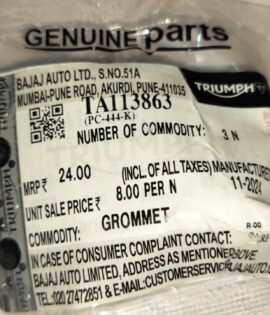 GENUINE parts
BAJAJ AUTO LTD., S.NO.51A
MUMBAI-PUNE ROAD, AKURDI, PUNE-411035
TRIUMPH
TA113863
(PC-444-K)
NUMBER OF COMMODITY: 3 N
MRP ₹ 24.00 (INCL. OF ALL TAXES) MANUFACTURED
UNIT SALE PRICE ₹ 8.00 PER N 11-2024
COMMODITY: GROMMET
R-00
IN CASE OF CONSUMER COMPLAINT CONTACT:
BAJAJ AUTO LIMITED, ADDRESS AS MENTIONED ABOVE
TEL:020 27472851 & E-MAIL:CUSTOMERSERVICE
TRIUMPH